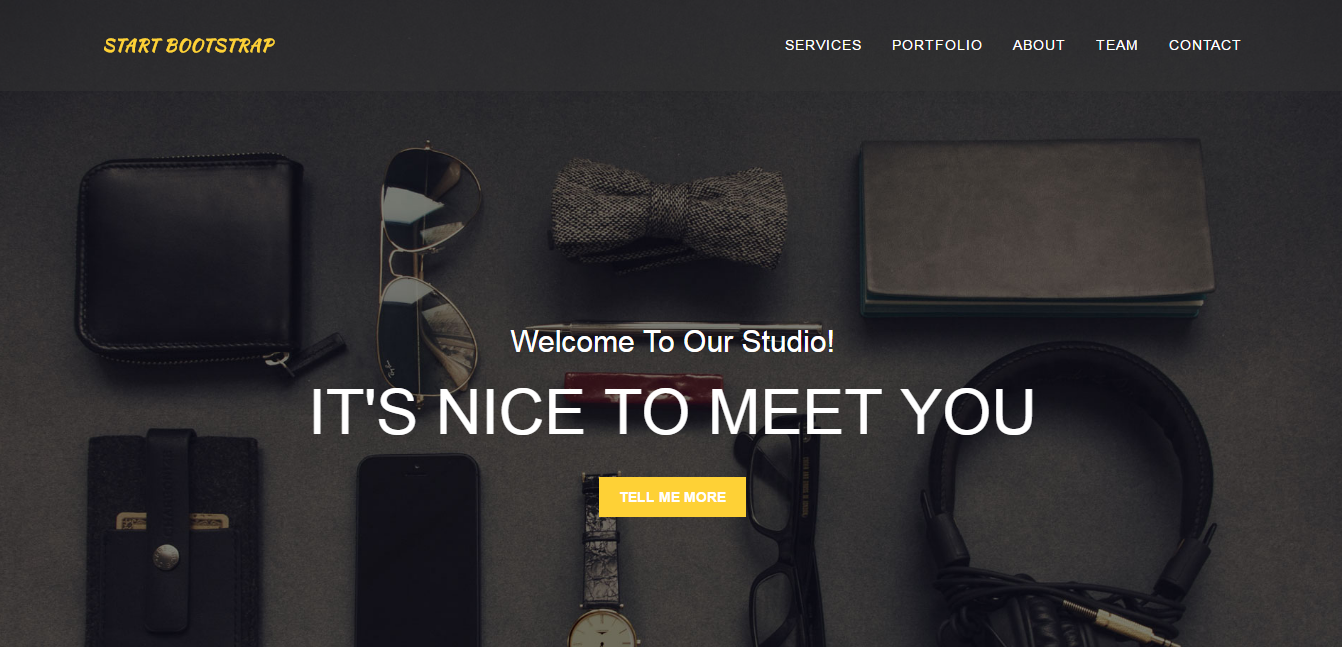 START BOOTSTRAP
SERVICES PORTFOLIO ABOUT TEAM CONTACT
Welcome To Our Studio!
IT'S NICE TO MEET YOU
TELL ME MORE